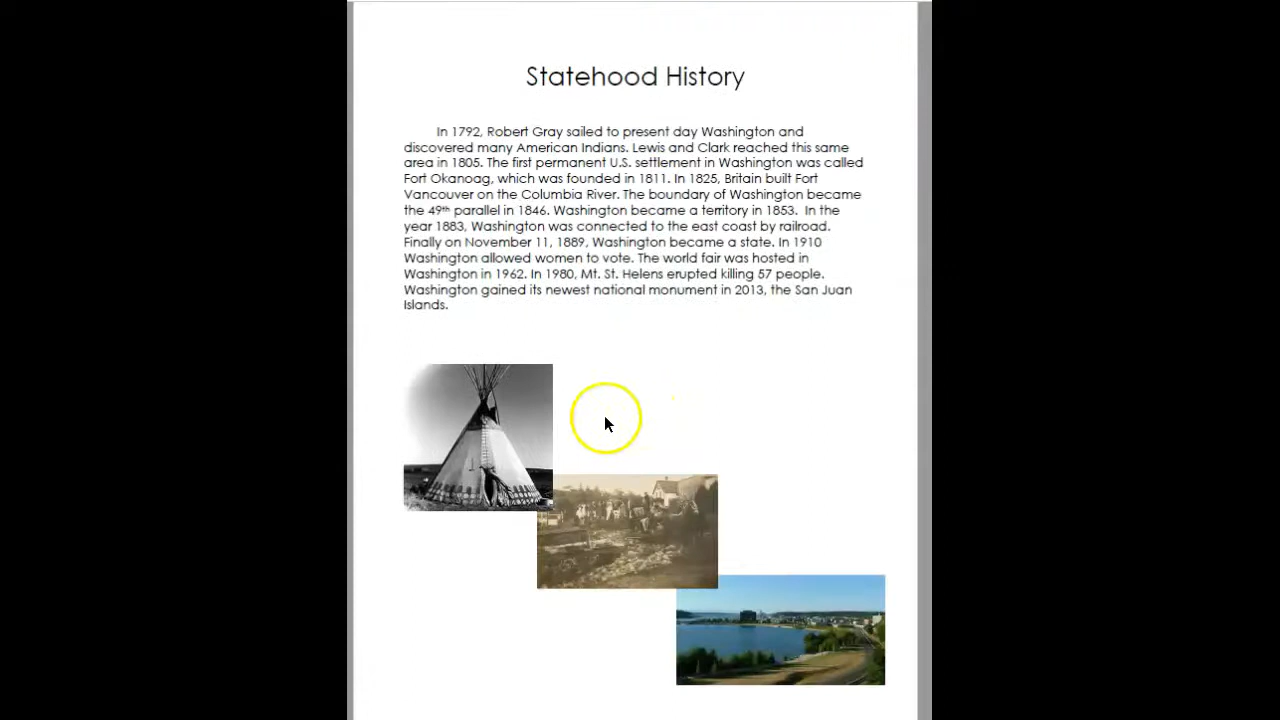 Statehood History
In 1792, Robert Gray sailed to present day Washington and
discovered many American Indians. Lewis and Clark reached this same
area in 1805. The first permanent U.S. settlement in Washington was called
Fort Okanoag, which was founded in 1811. In 1825, Britain built Fort
Vancouver on the Columbia River. The boundary of Washington became
the 49th parallel in 1846. Washington became a territory in 1853.  In the
year 1883, Washington was connected to the east coast by railroad.
Finally on November 11, 1889, Washington became a state. In 1910
Washington allowed women to vote. The world fair was hosted in
Washington in 1962. In 1980, Mt. St. Helens erupted killing 57 people.
Washington gained its newest national monument in 2013, the San Juan
Islands.